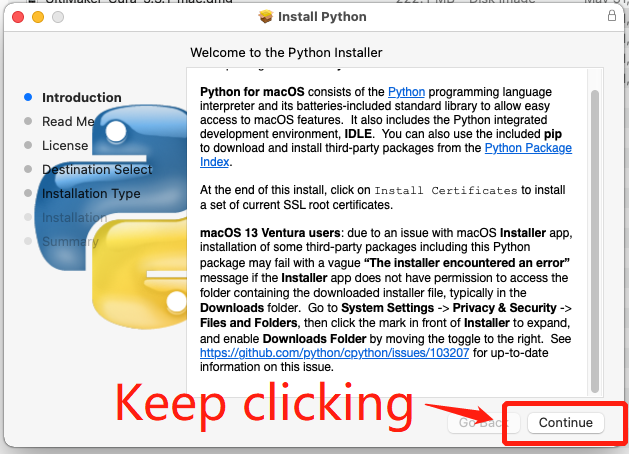 Install Python
Welcome to the Python Installer
Introduction
Read Me
License
Destination Select
Installation Type
Installation
Summary
Python for macOS consists of the Python programming language
interpreter and its batteries-included standard library to allow easy
access to macOS features. It also includes the Python integrated
development environment, IDLE. You can also use the included pip
to download and install third-party packages from the Python Package
Index.
At the end of this install, click on Install Certificates to install
a set of current SSL root certificates.
macOS 13 Ventura users: due to an issue with macOS Installer app,
installation of some third-party packages including this Python
package may fail with a vague “The installer encountered an error”
message if the Installer app does not have permission to access the
folder containing the downloaded installer file, typically in the
Downloads folder. Go to System Settings -> Privacy & Security ->
Files and Folders, then click the mark in front of Installer to expand,
and enable Downloads Folder by moving the toggle to the right. See
https://github.com/python/cpython/issues/103207 for up-to-date
information on this issue.
Keep clicking
Go Back
Continue